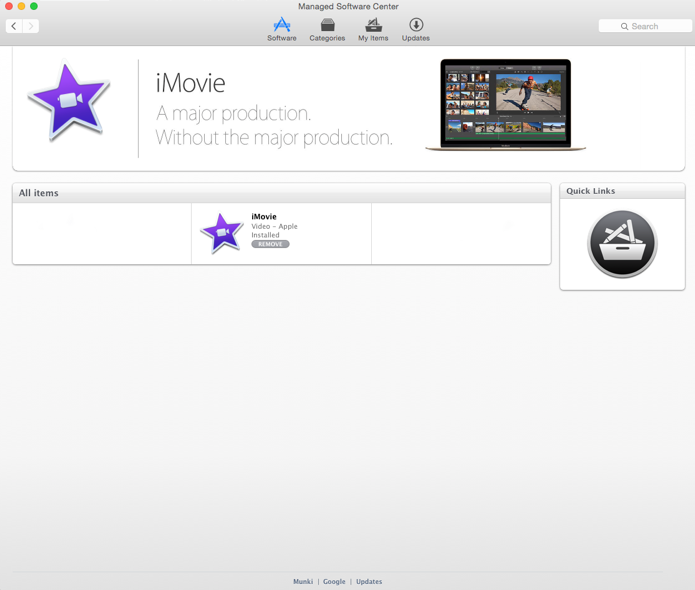 Managed Software Center
Software
Categories
My Items
Updates
Search
iMovie
A major production.
Without the major production.
All items
iMovie
Video - Apple
Installed
REMOVE
Quick Links
Munki | Google | Updates